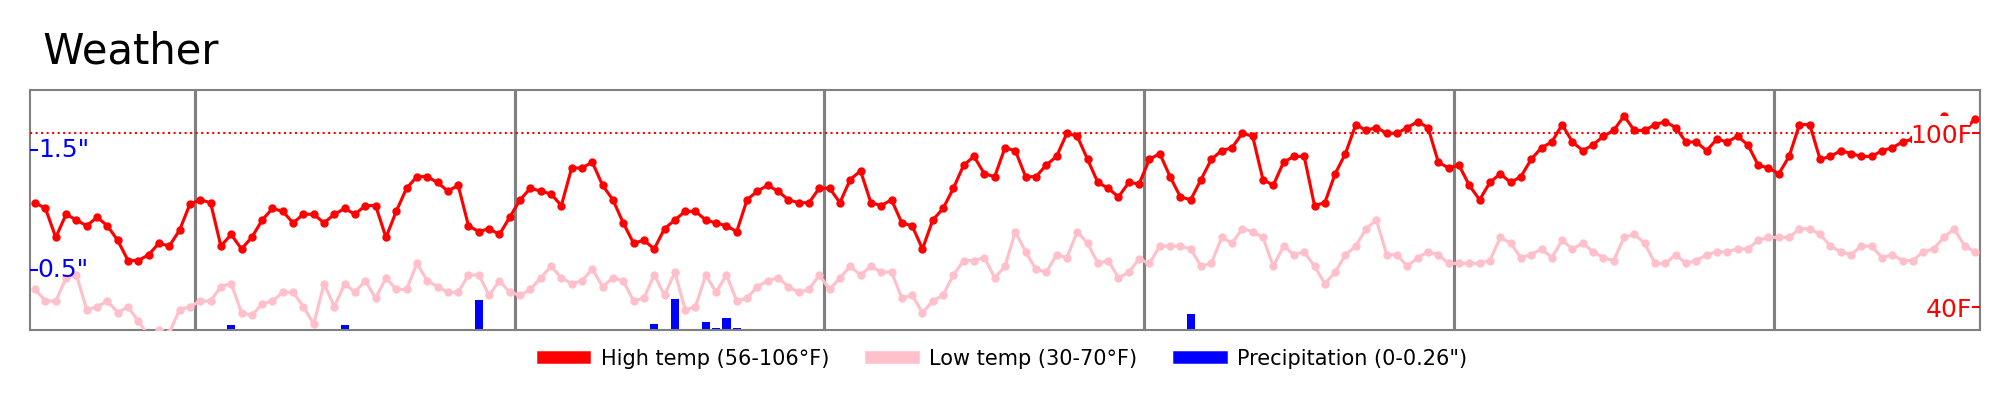 Weather
1.5"
100F
0.5"
40F
High temp (56-106°F)
Low temp (30-70°F)
Precipitation (0-0.26")